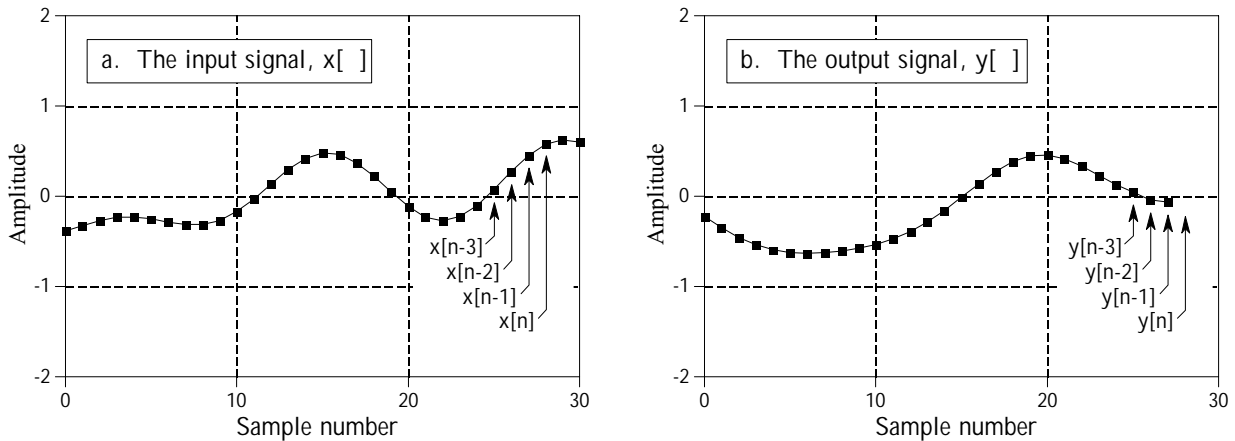 2
a. The input signal, x[ ]
1
Amplitude
0
x[n-3]
x[n-2]
-1
x[n-1]
x[n]
-2
0
10
20
30
Sample number
2
b. The output signal, y[ ]
1
Amplitude
0
y[n-3]
y[n-2]
-1
y[n-1]
y[n]
-2
0
10
20
30
Sample number